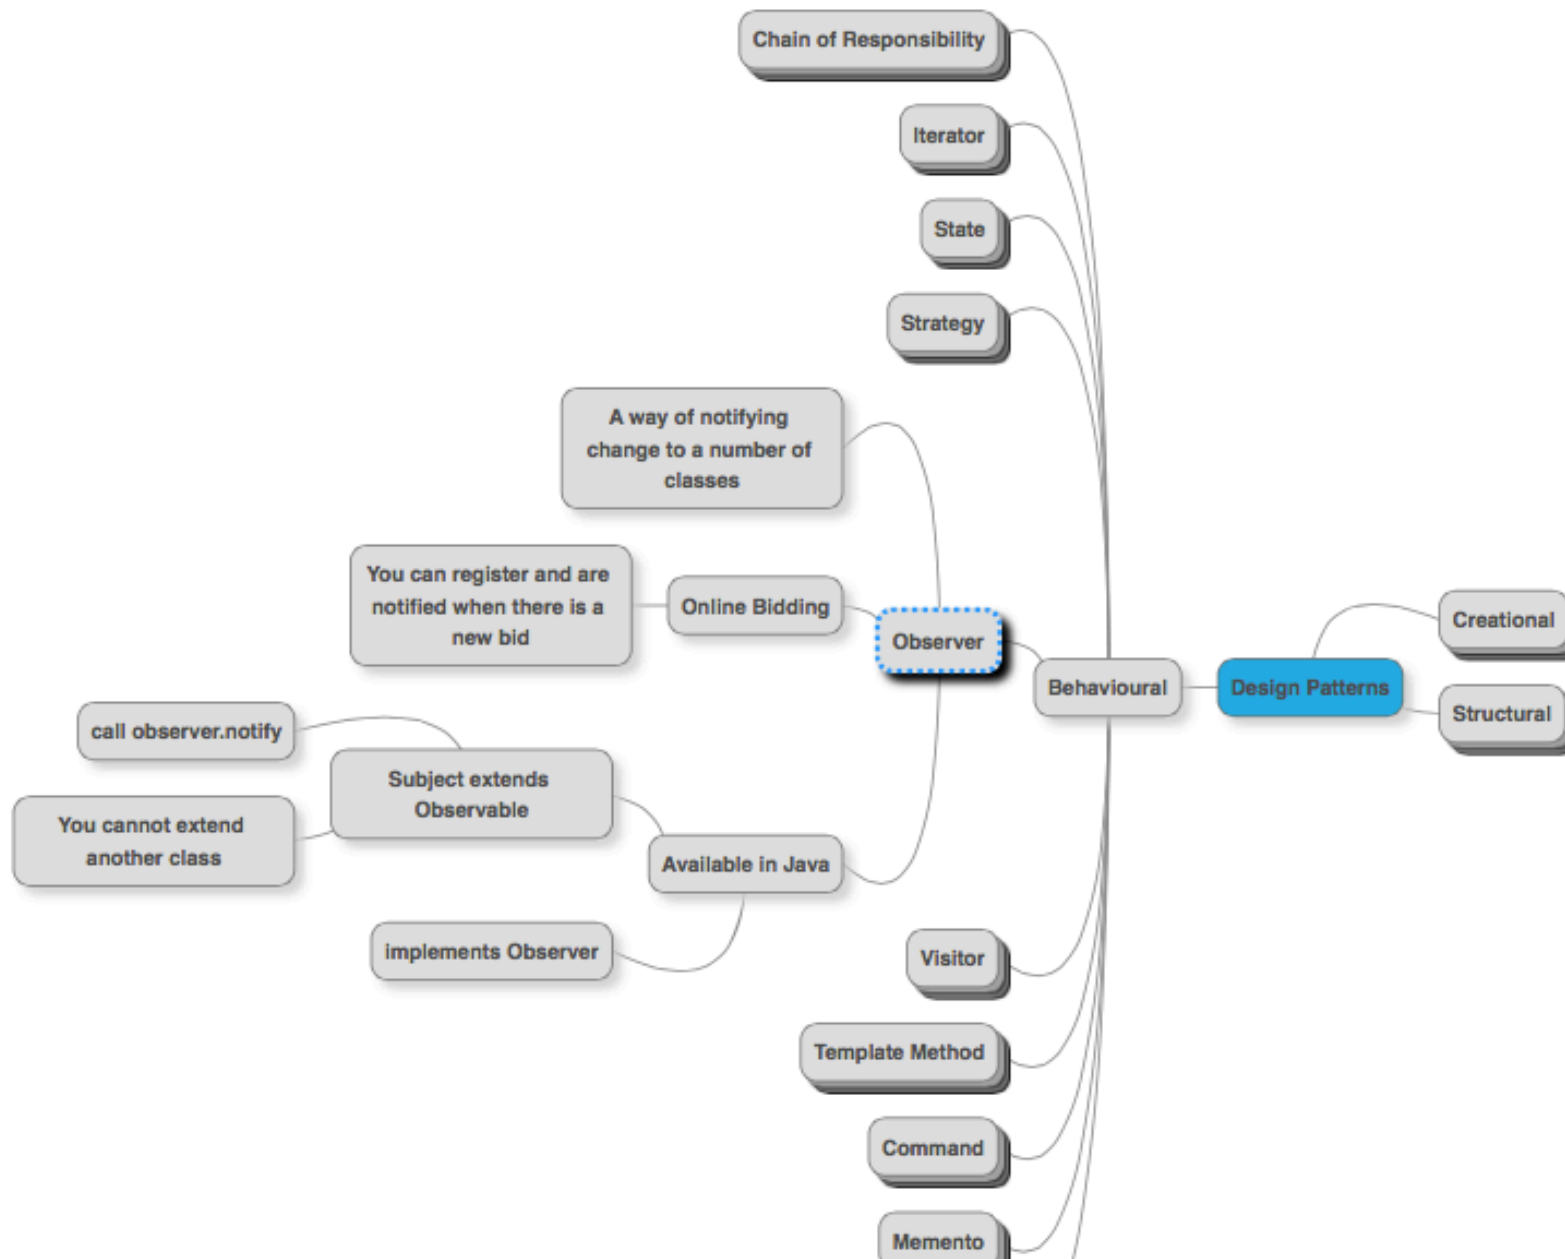 Chain of Responsibility
Iterator
State
Strategy
A way of notifying
change to a number of
classes
You can register and are
notified when there is a
new bid
Online Bidding
Observer
Behavioural
Design Patterns
Creational
Structural
call observer.notify
Subject extends
Observable
You cannot extend
another class
Available in Java
implements Observer
Visitor
Template Method
Command
Memento